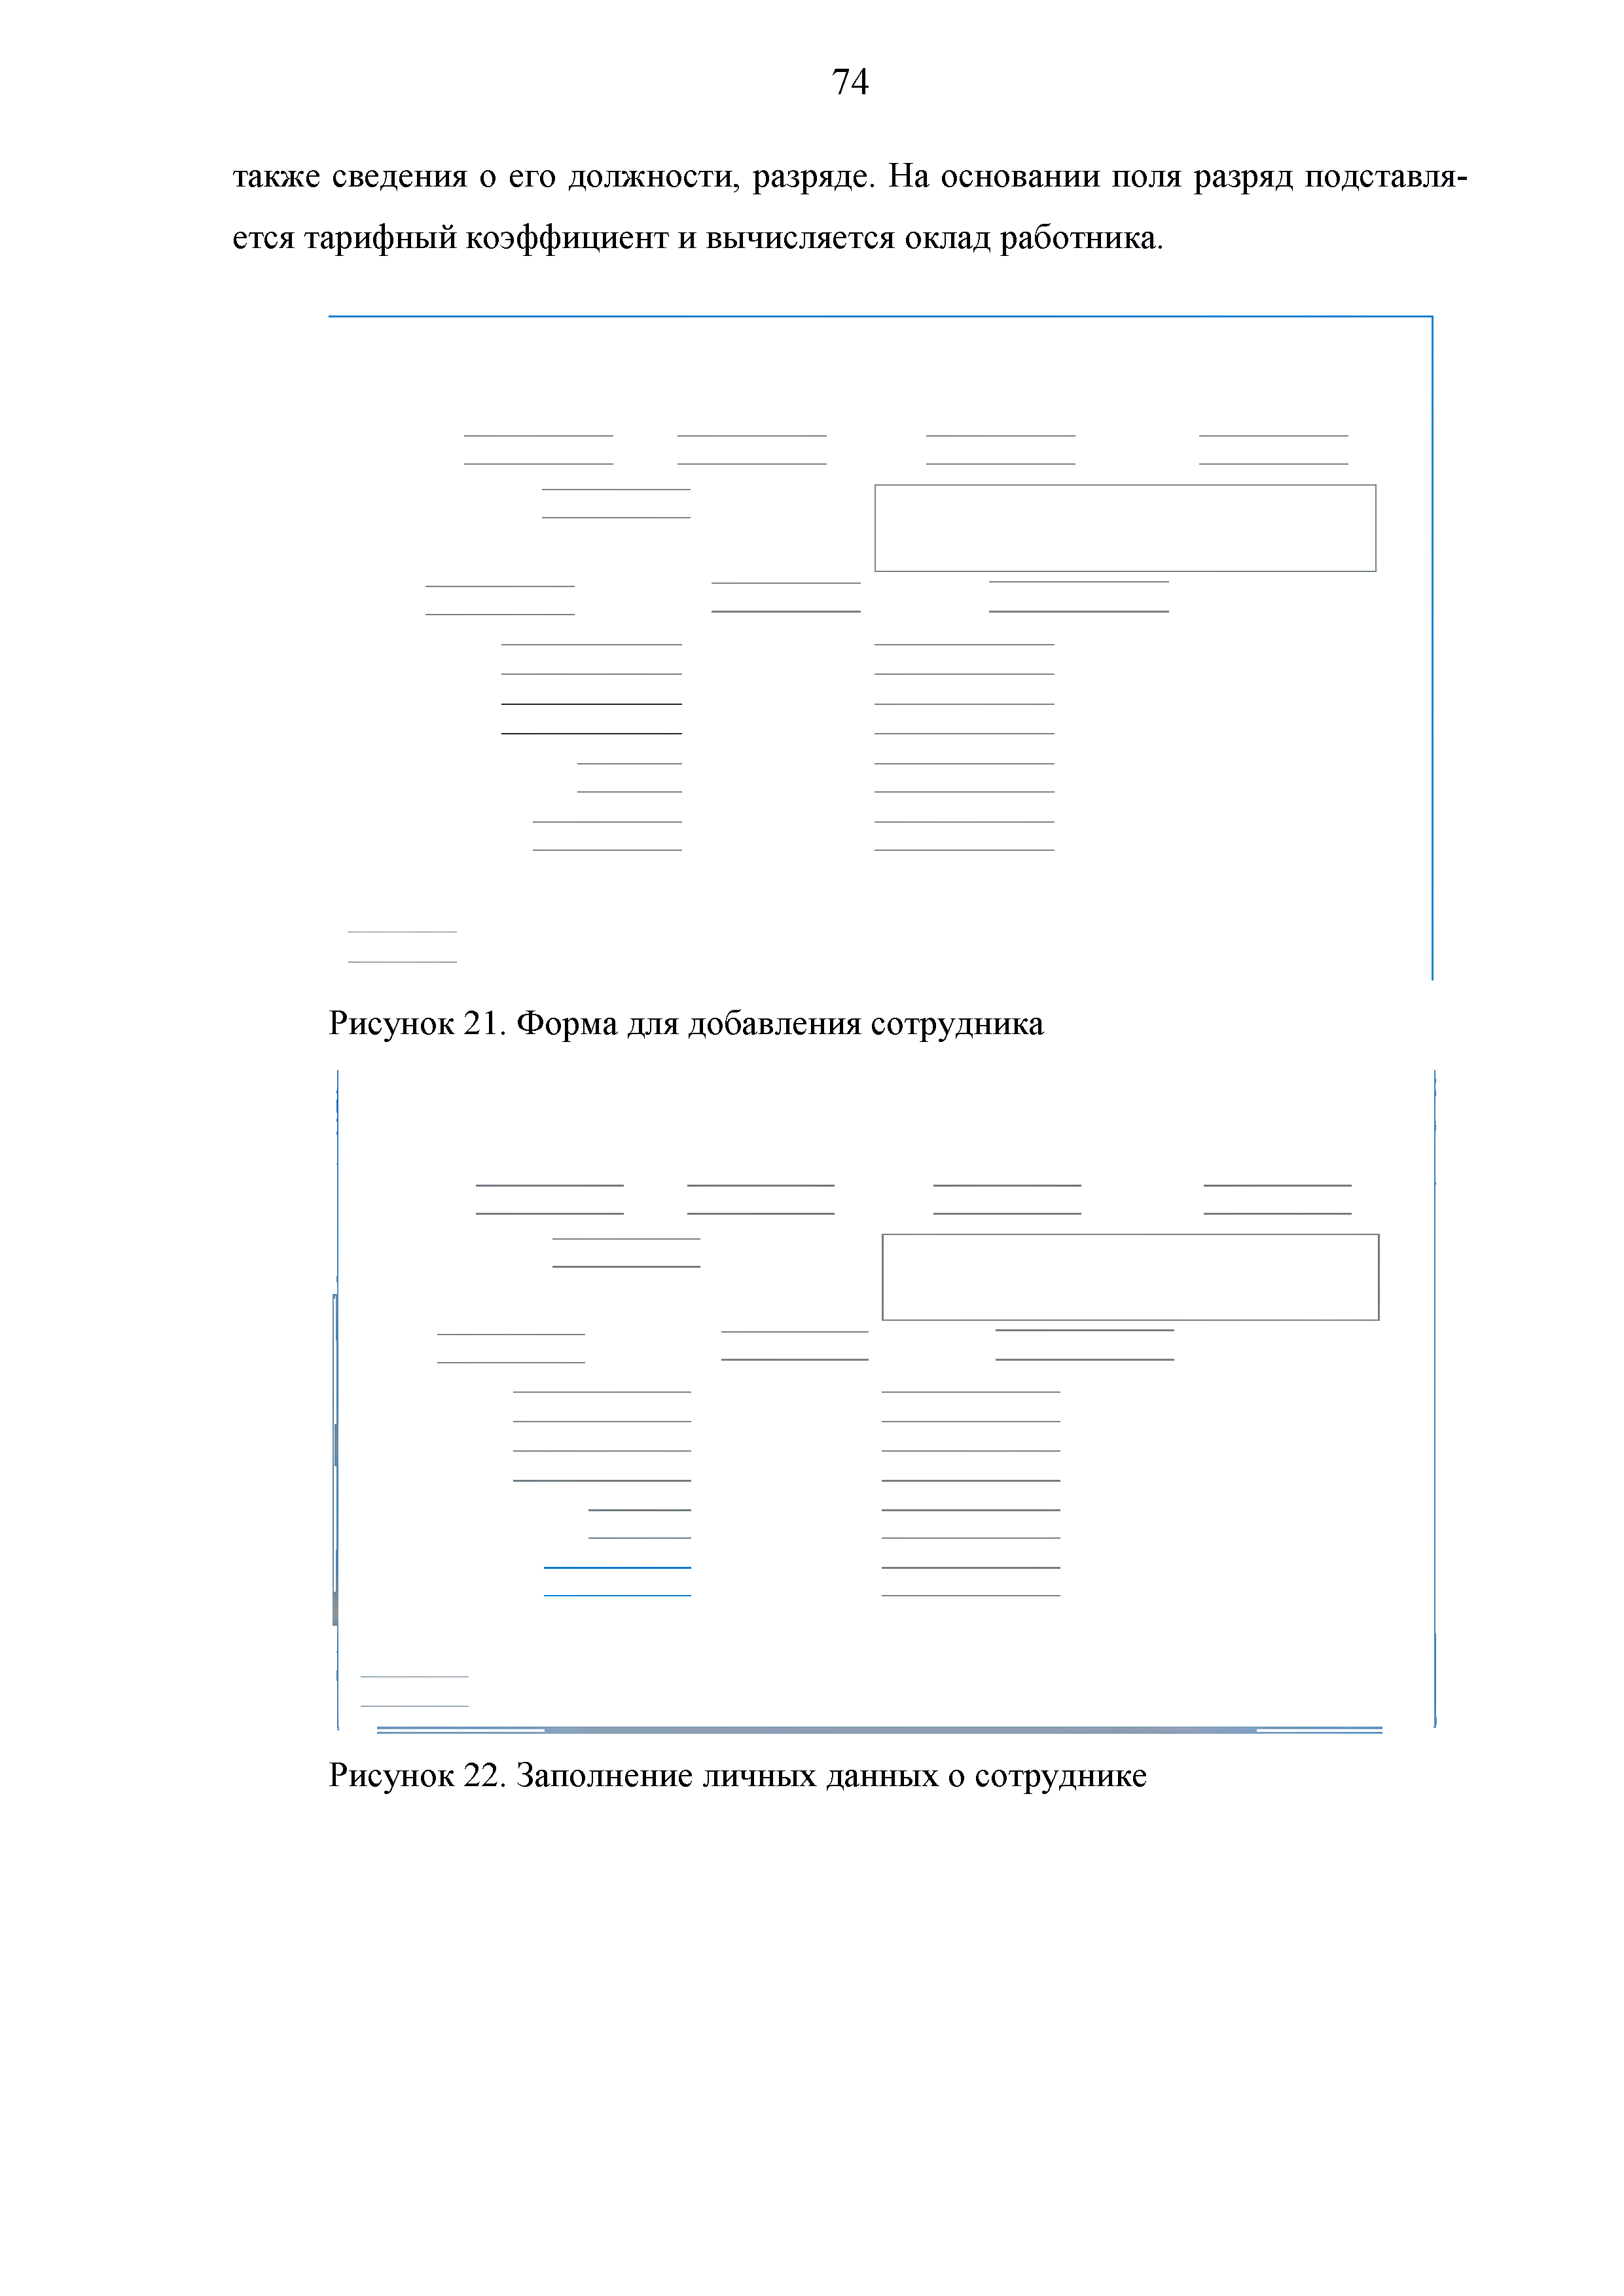 74
также сведения о его должности, разряде. На основании поля разряд подставля-
ется тарифный коэффициент и вычисляется оклад работника.
Рисунок 21. Форма для добавления сотрудника
Рисунок 22. Заполнение личных данных о сотруднике